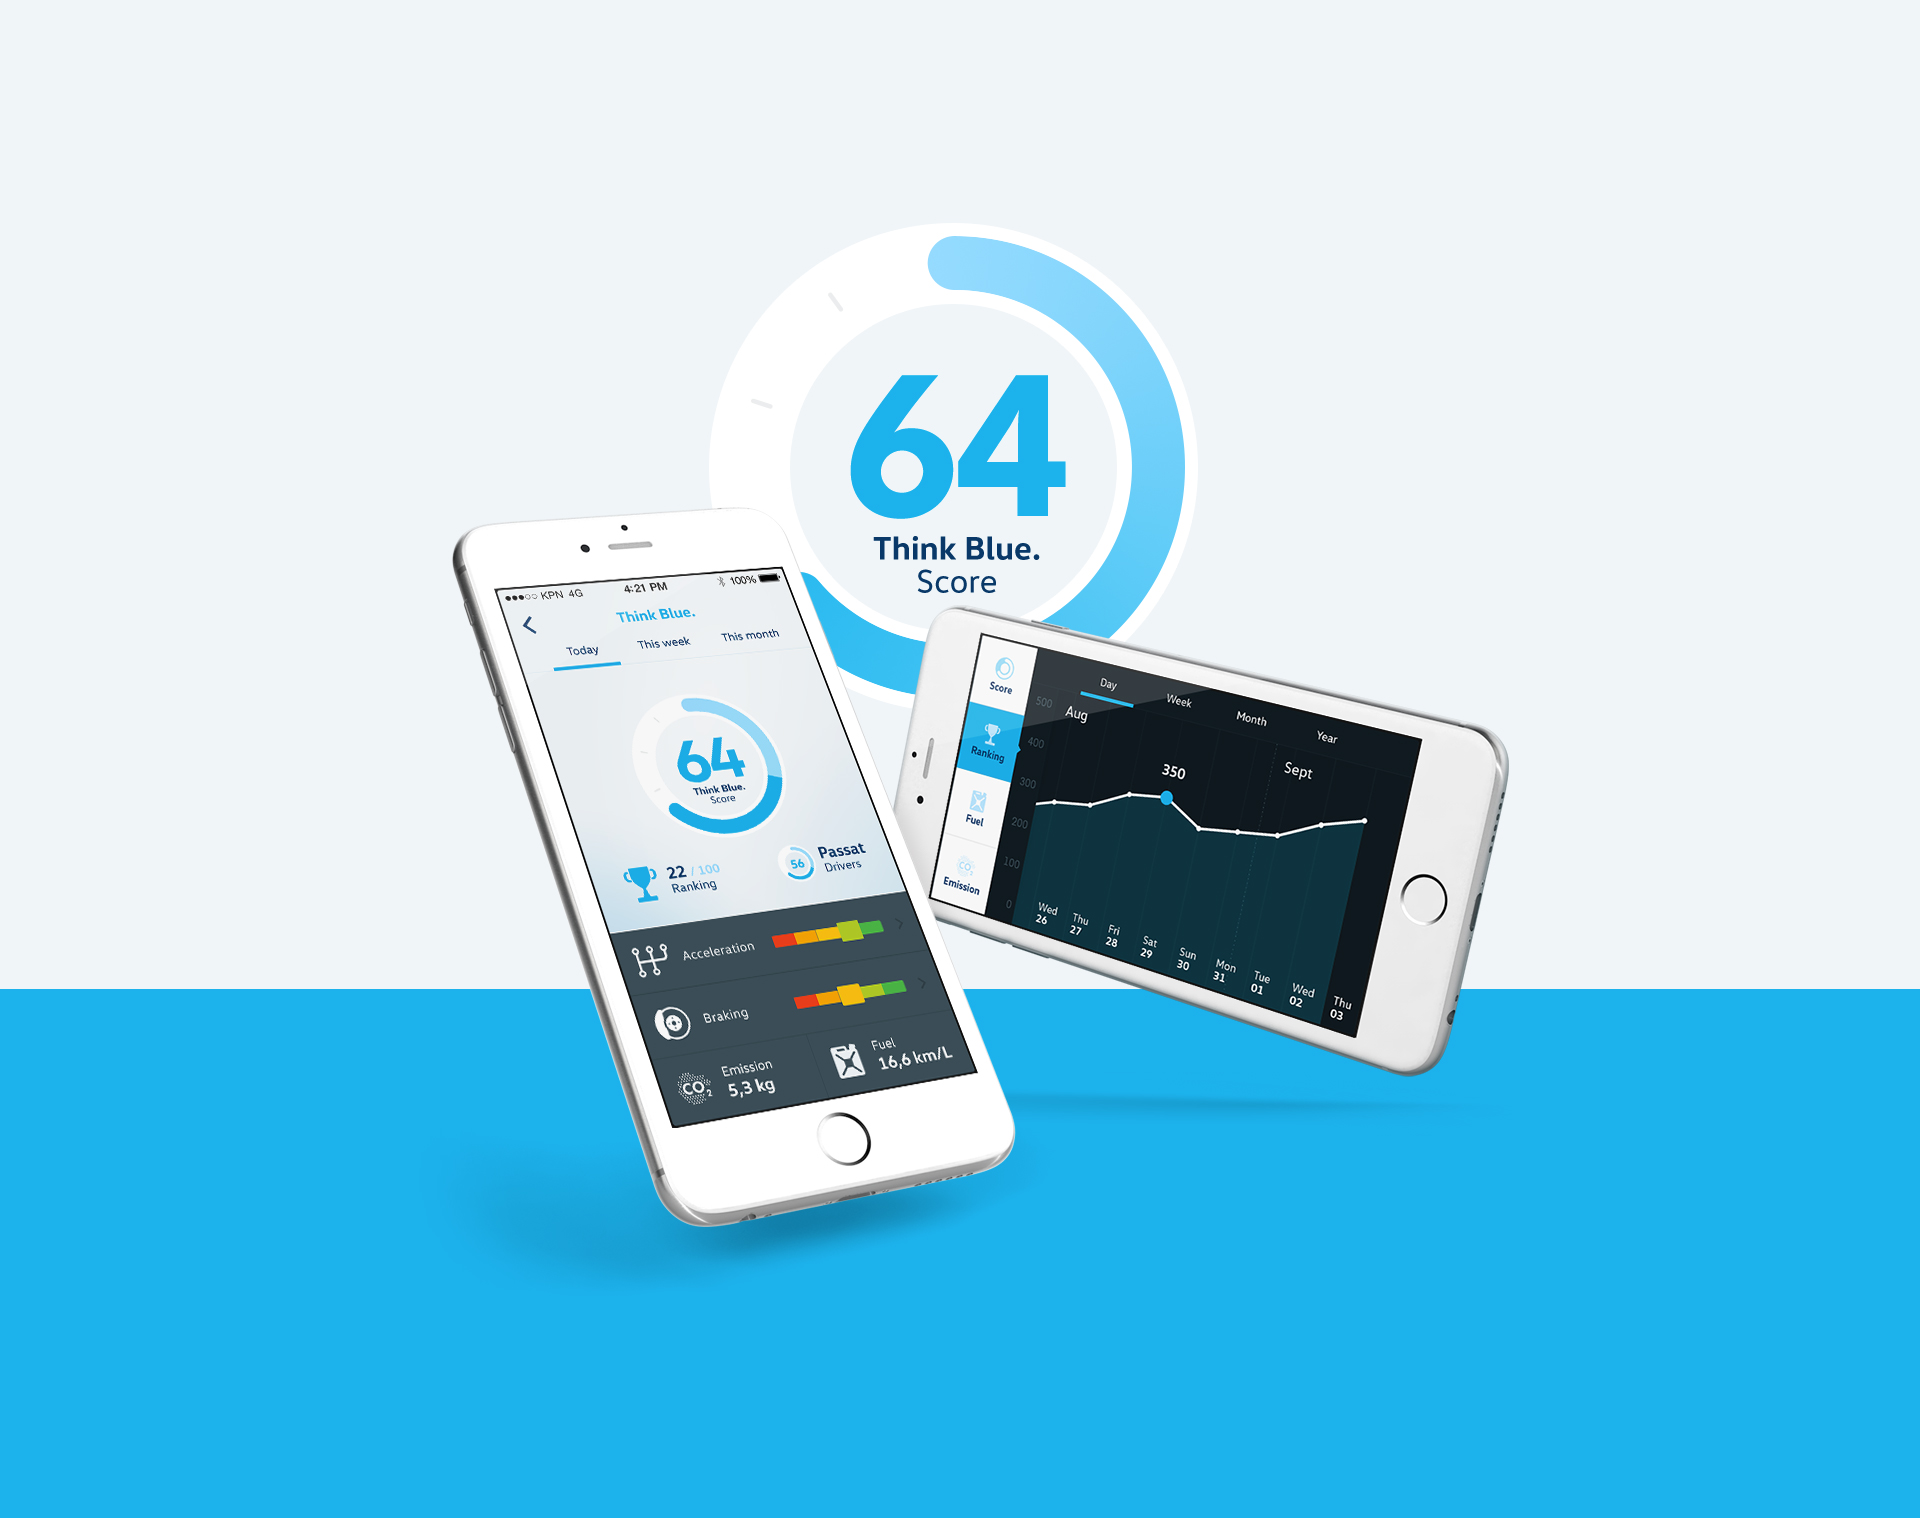 64
Think Blue.
Score
KPN 4G 4:21 PM 100%
Think Blue.
Today This week This month
64
Think Blue.
Score
22 / 100
Ranking
56
Passat
Drivers
Acceleration
Braking
CO2
Emission
5,3 kg
Fuel
16,6 km/L
Score
Ranking
Fuel
CO2
Emission
Day Week Month Year
Aug
Sept
500
400
300
200
100
0
350
Wed
26
Thu
27
Fri
28
Sat
29
Sun
30
Mon
31
Tue
01
Wed
02
Thu
03